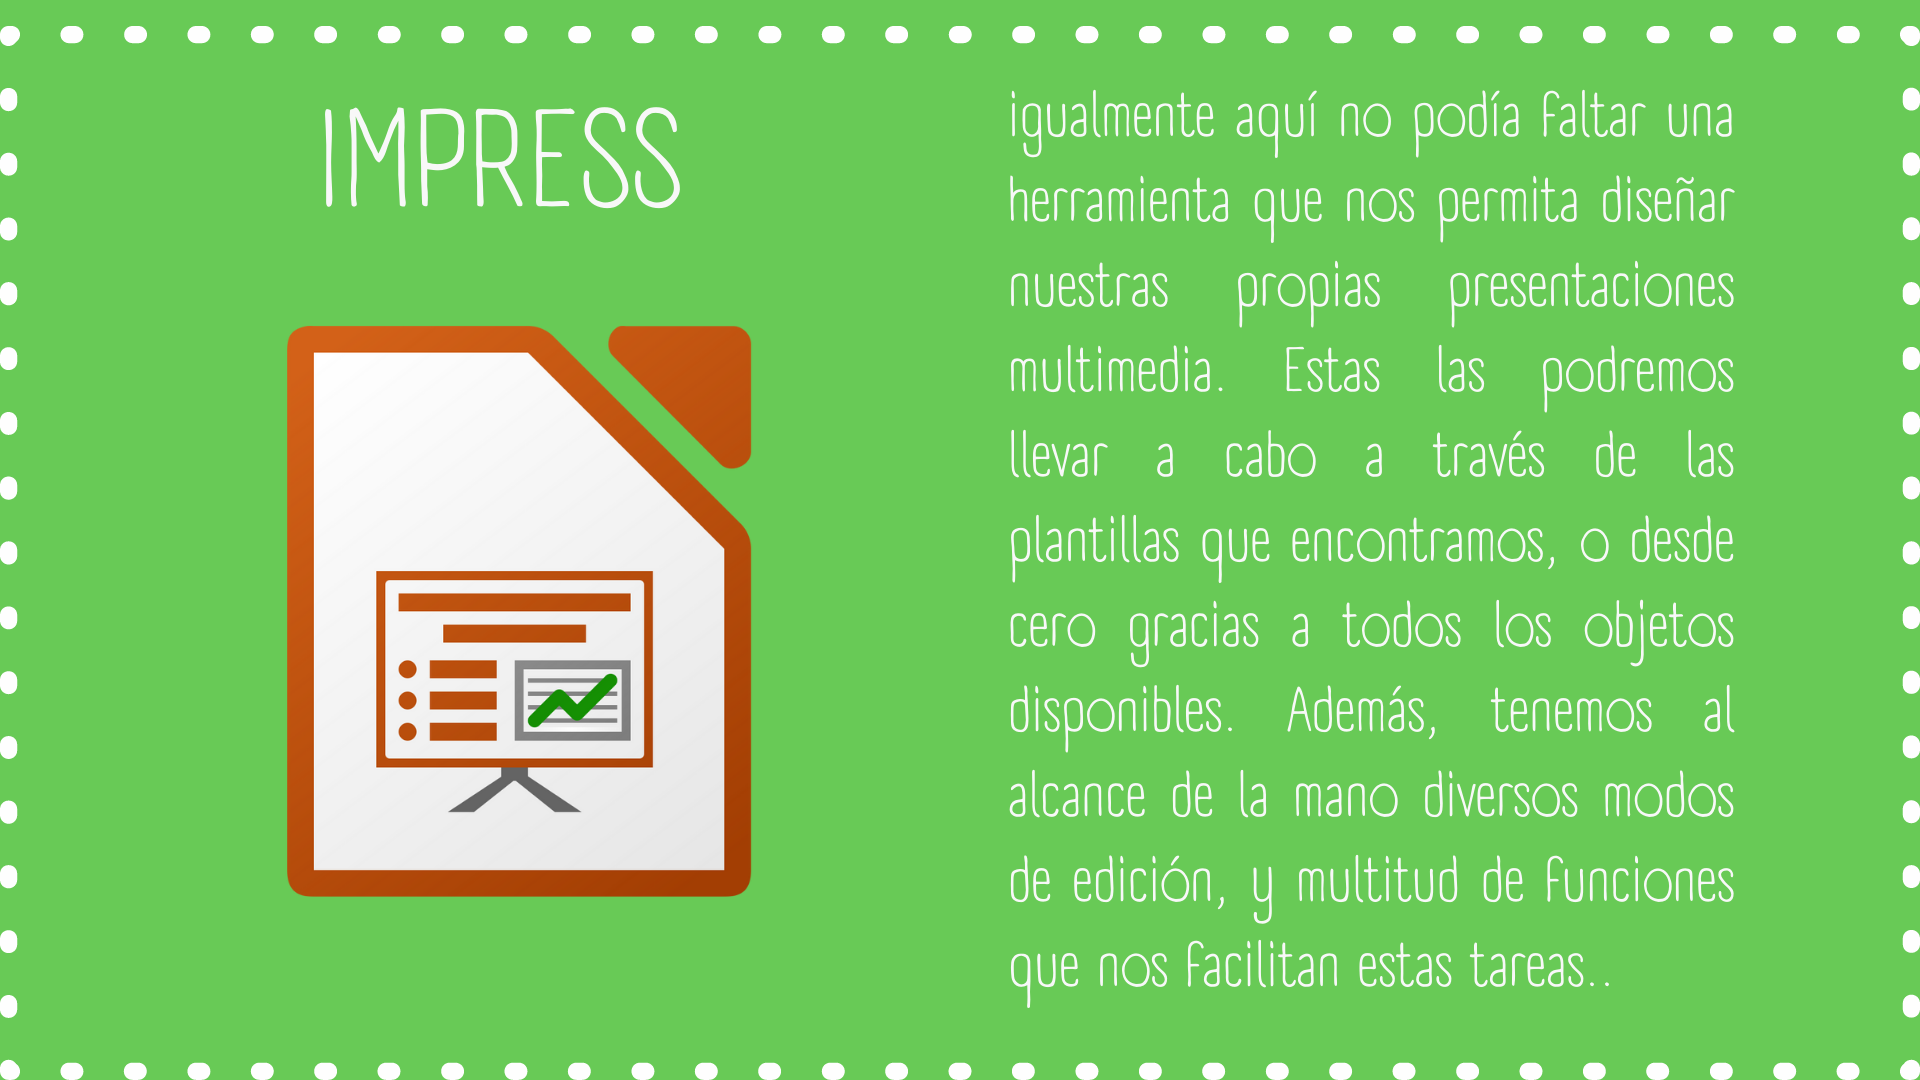 IMPRESS
igualmente aquí no podía faltar una
herramienta que nos permita diseñar
nuestras propias presentaciones
multimedia. Estas las podremos
llevar a cabo a través de las
plantillas que encontramos, o desde
cero gracias a todos los objetos
disponibles. Además, tenemos al
alcance de la mano diversos modos
de edición, y multitud de funciones
que nos facilitan estas tareas..